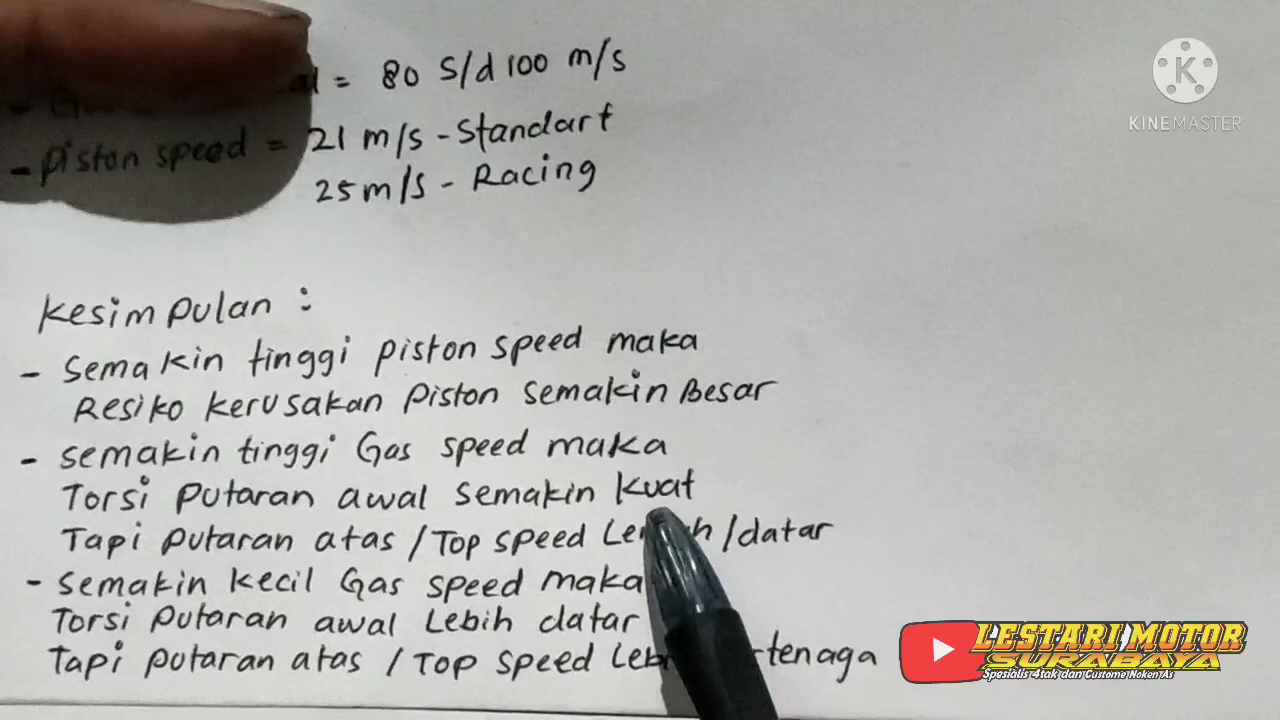 = 80 S/d 100 m/s
- Piston speed = 21 m/s - Standart
25 m/s - Racing
Kesimpulan :
- Semakin tinggi piston speed maka
Resiko kerusakan piston semakin Besar
- semakin tinggi Gas speed maka
Torsi putaran awal semakin kuat
Tapi putaran atas / Top speed /datar
- semakin kecil Gas speed maka
Torsi putaran awal Lebih datar
Tapi putaran atas / Top speed
KINEMASTER
LESTARI MOTOR
SURABAYA
Spesialis 4tak dan Custome Noken As